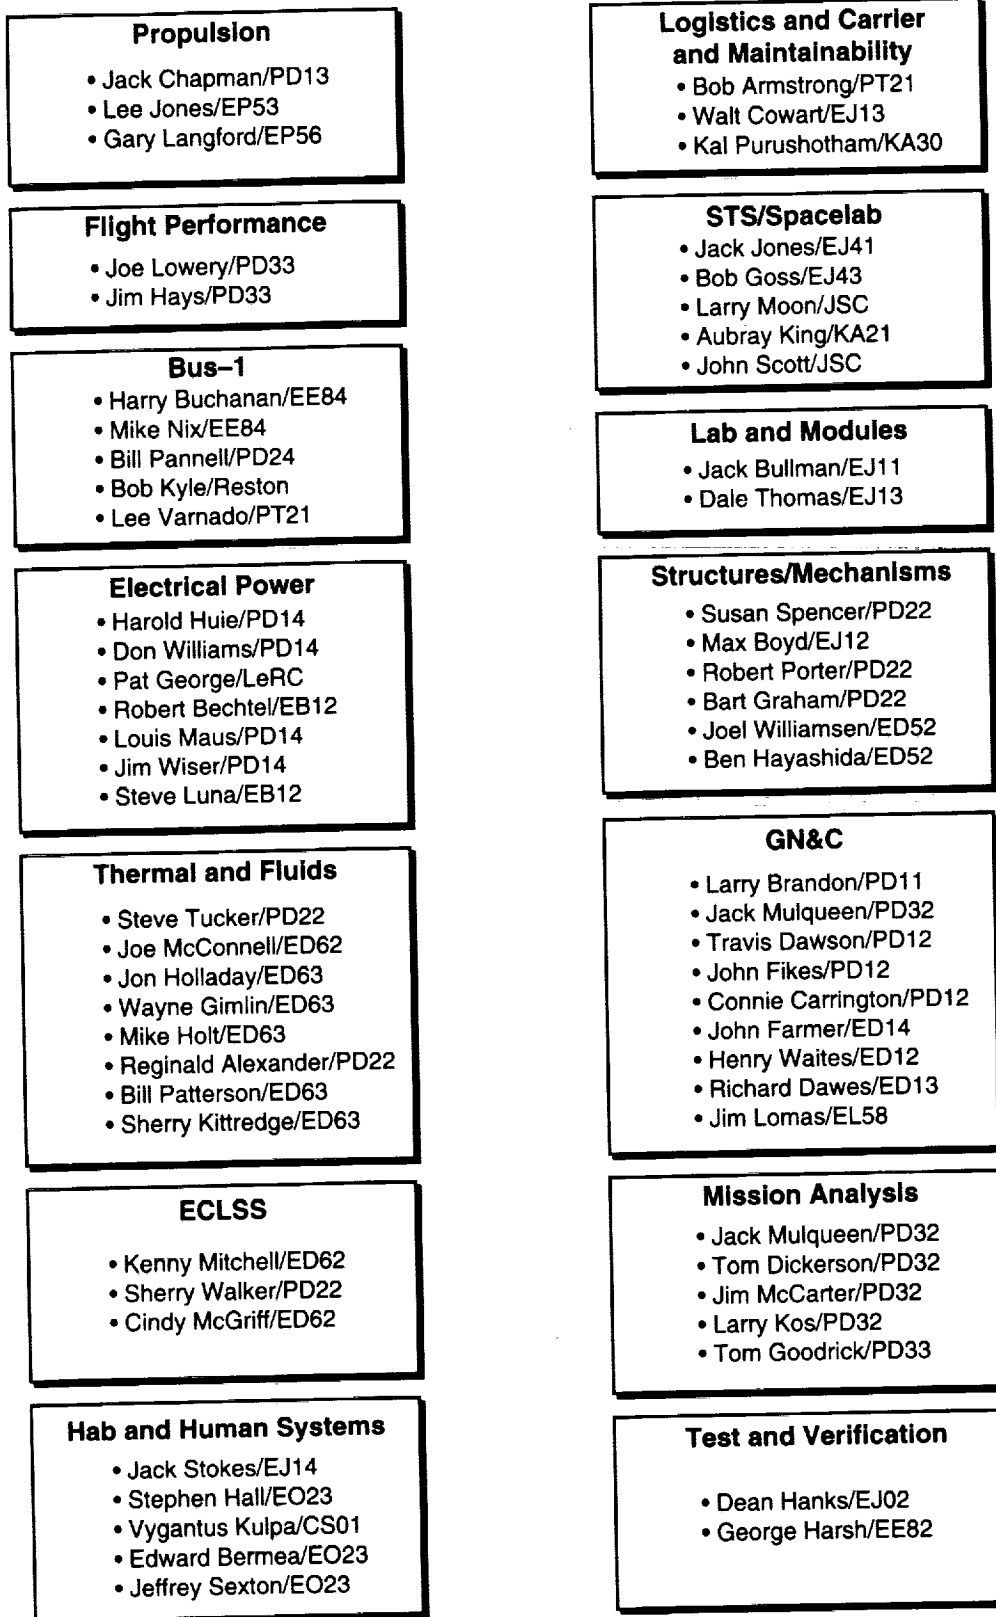 Propulsion
• Jack Chapman/PD13
• Lee Jones/EP53
• Gary Langford/EP56
Flight Performance
• Joe Lowery/PD33
• Jim Hays/PD33
Bus–1
• Harry Buchanan/EE84
• Mike Nix/EE84
• Bill Pannell/PD24
• Bob Kyle/Reston
• Lee Varnado/PT21
Electrical Power
• Harold Huie/PD14
• Don Williams/PD14
• Pat George/LeRC
• Robert Bechtel/EB12
• Louis Maus/PD14
• Jim Wiser/PD14
• Steve Luna/EB12
Thermal and Fluids
• Steve Tucker/PD22
• Joe McConnell/ED62
• Jon Holladay/ED63
• Wayne Gimlin/ED63
• Mike Holt/ED63
• Reginald Alexander/PD22
• Bill Patterson/ED63
• Sherry Kittredge/ED63
ECLSS
• Kenny Mitchell/ED62
• Sherry Walker/PD22
• Cindy McGriff/ED62
Hab and Human Systems
• Jack Stokes/EJ14
• Stephen Hall/EO23
• Vygantus Kulpa/CS01
• Edward Bermea/EO23
• Jeffrey Sexton/EO23
Logistics and Carrier
and Maintainability
• Bob Armstrong/PT21
• Walt Cowart/EJ13
• Kal Purushotham/KA30
STS/Spacelab
• Jack Jones/EJ41
• Bob Goss/EJ43
• Larry Moon/JSC
• Aubray King/KA21
• John Scott/JSC
Lab and Modules
• Jack Bullman/EJ11
• Dale Thomas/EJ13
Structures/Mechanisms
• Susan Spencer/PD22
• Max Boyd/EJ12
• Robert Porter/PD22
• Bart Graham/PD22
• Joel Williamsen/ED52
• Ben Hayashida/ED52
GN&C
• Larry Brandon/PD11
• Jack Mulqueen/PD32
• Travis Dawson/PD12
• John Fikes/PD12
• Connie Carrington/PD12
• John Farmer/ED14
• Henry Waites/ED12
• Richard Dawes/ED13
• Jim Lomas/EL58
Mission Analysis
• Jack Mulqueen/PD32
• Tom Dickerson/PD32
• Jim McCarter/PD32
• Larry Kos/PD32
• Tom Goodrick/PD33
Test and Verification
• Dean Hanks/EJ02
• George Harsh/EE82